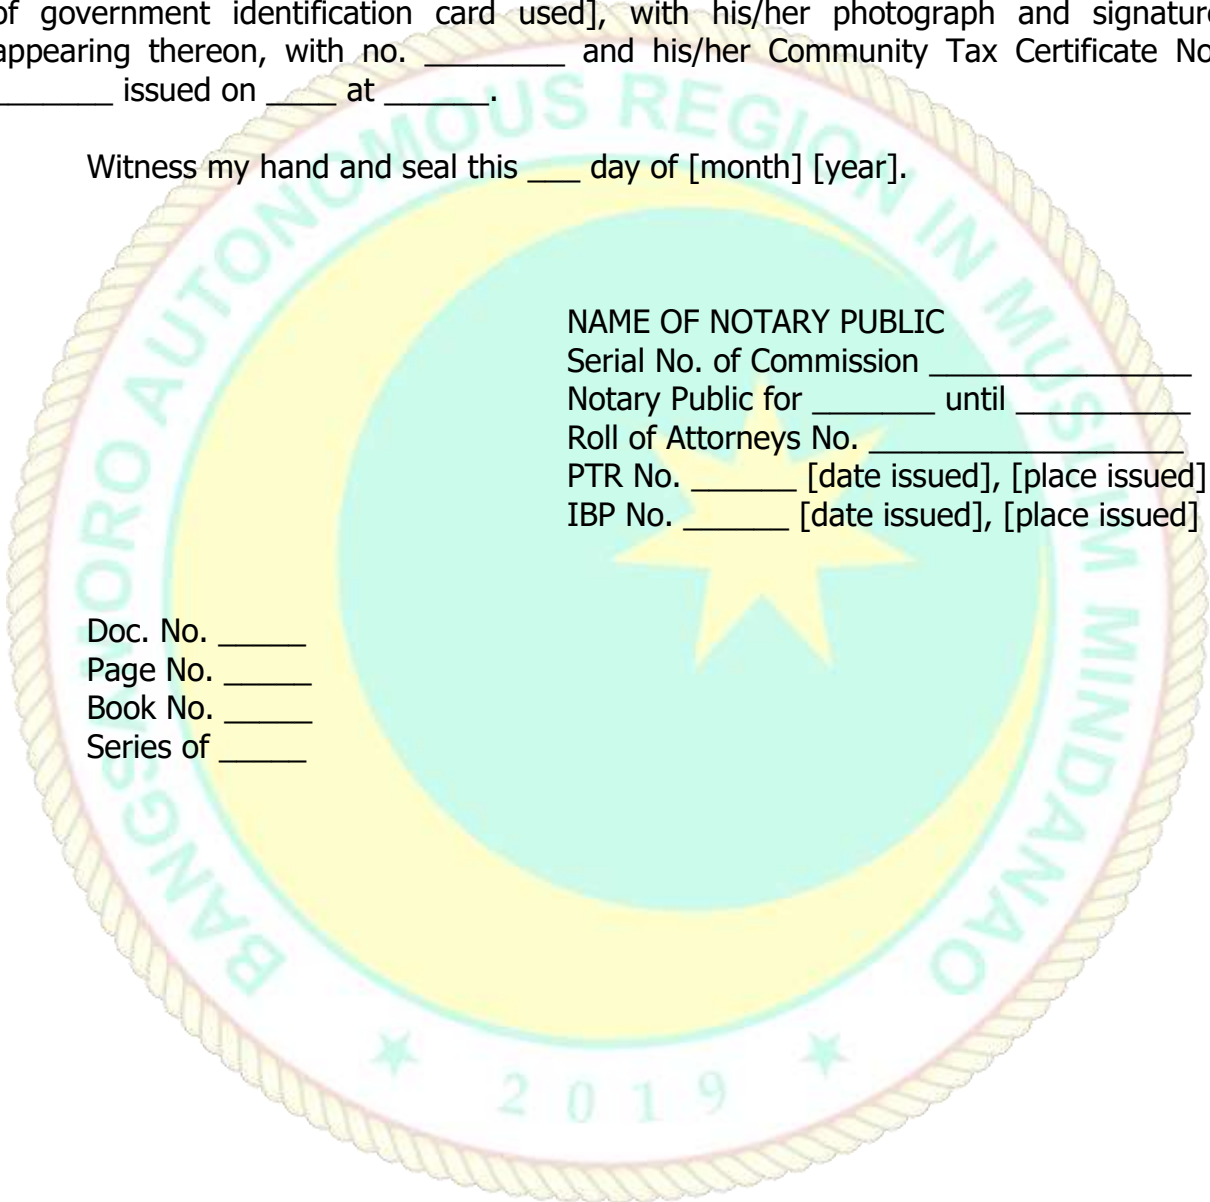 of government identification card used], with his/her photograph and signature
appearing thereon, with no. ________ and his/her Community Tax Certificate No
_______ issued on ____ at ______.
Witness my hand and seal this ___ day of [month] [year].
NAME OF NOTARY PUBLIC
Serial No. of Commission _______________
Notary Public for _______ until __________
Roll of Attorneys No. __________________
PTR No. ______ [date issued], [place issued]
IBP No. ______ [date issued], [place issued]
Doc. No. _____
Page No. _____
Book No. _____
Series of _____
BANGSAMORO AUTONOMOUS REGION IN MUSLIM MINDANAO
2019